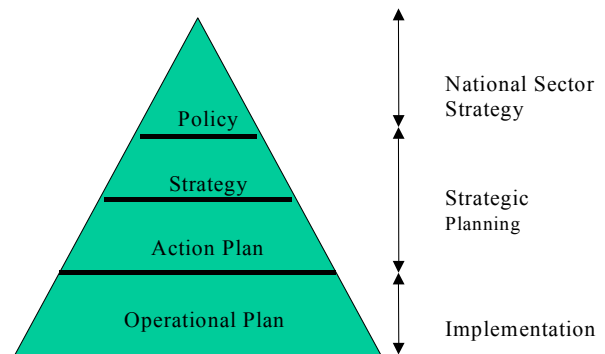 Policy
Strategy
Action Plan
Operational Plan
National Sector
Strategy
Strategic
Planning
Implementation